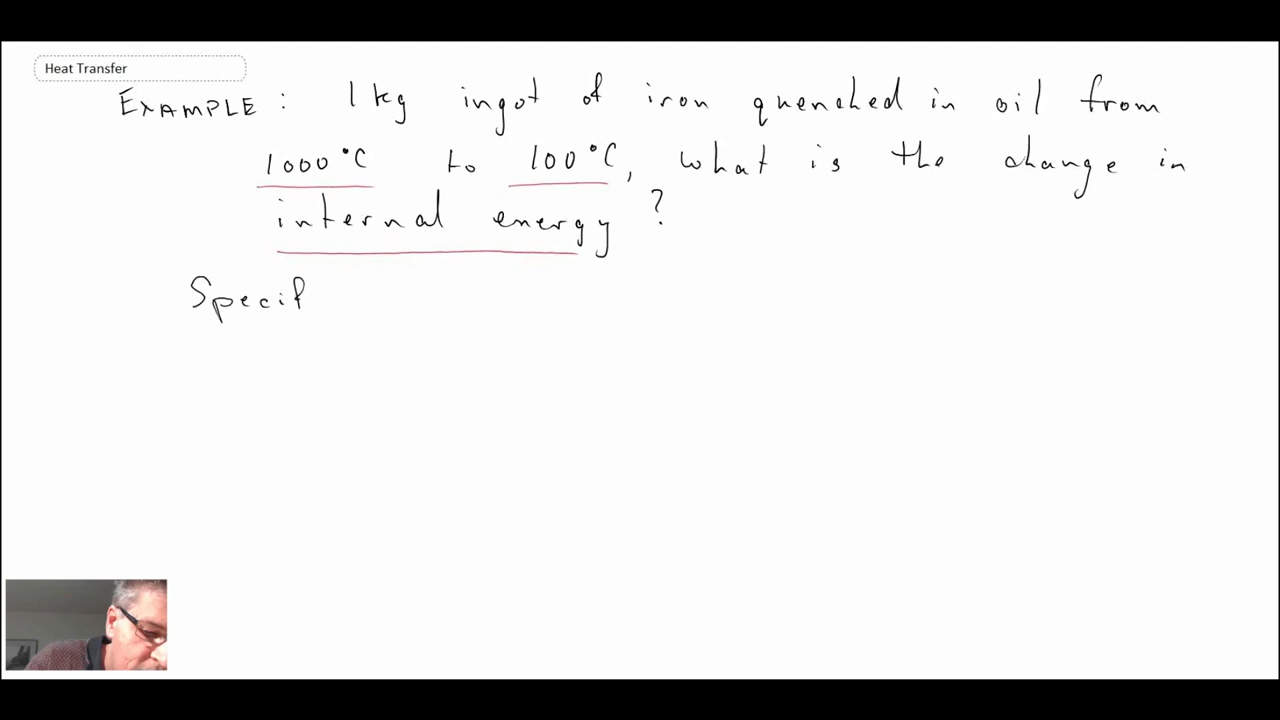 Heat Transfer
EXAMPLE: 1 kg ingot of iron quenched in oil from
1000°C to 100°C, what is the change in
internal energy?
Specif